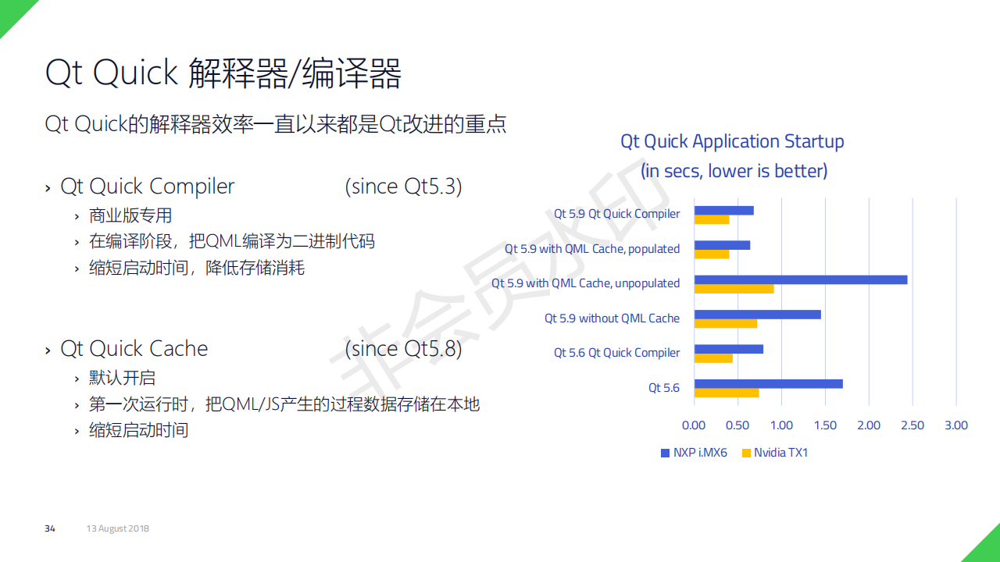 Qt Quick 解释器/编译器
Qt Quick的解释器效率一直以来都是Qt改进的重点
› Qt Quick Compiler (since Qt5.3)
› 商业版专用
› 在编译阶段，把QML编译为二进制代码
› 缩短启动时间，降低存储消耗
› Qt Quick Cache (since Qt5.8)
› 默认开启
› 第一次运行时，把QML/JS产生的过程数据存储在本地
› 缩短启动时间
Qt Quick Application Startup
(in secs, lower is better)
Qt 5.9 Qt Quick Compiler
Qt 5.9 with QML Cache, populated
Qt 5.9 with QML Cache, unpopulated
Qt 5.9 without QML Cache
Qt 5.6 Qt Quick Compiler
Qt 5.6
0.00 0.50 1.00 1.50 2.00 2.50 3.00
NXP i.MX6 Nvidia TX1
非会员水印
34 13 August 2018